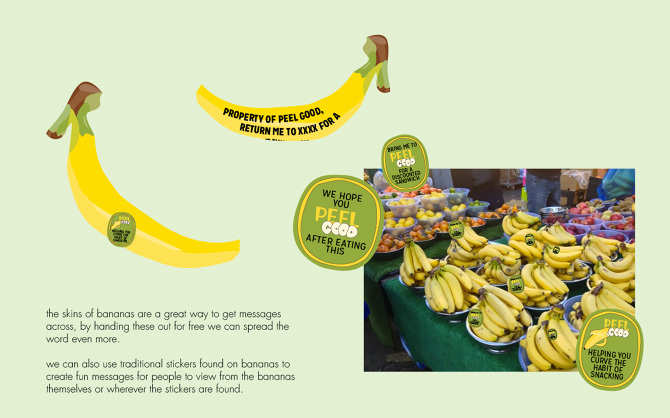 PROPERTY OF PEEL GOOD,
RETURN ME TO XXXX FOR A
BRING ME TO
PEEL
GOOD
FOR A
DISCOUNTED
SANDWICH
WE HOPE
YOU
PEEL
GOOD
AFTER EATING
THIS
PEEL
GOOD
HELPING YOU
CURVE THE
HABIT OF
SNACKING
the skins of bananas are a great way to get messages
across, by handing these out for free we can spread the
word even more.
we can also use traditional stickers found on bananas to
create fun messages for people to view from the bananas
themselves or wherever the stickers are found.